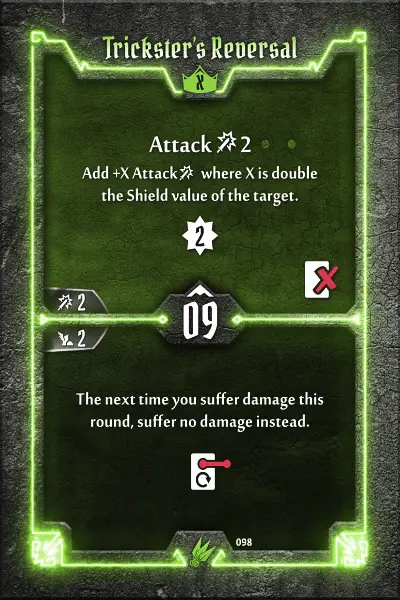 Trickster's Reversal
X
Attack 2
Add +X Attack where X is double
the Shield value of the target.
2
2
09
2
The next time you suffer damage this
round, suffer no damage instead.
098